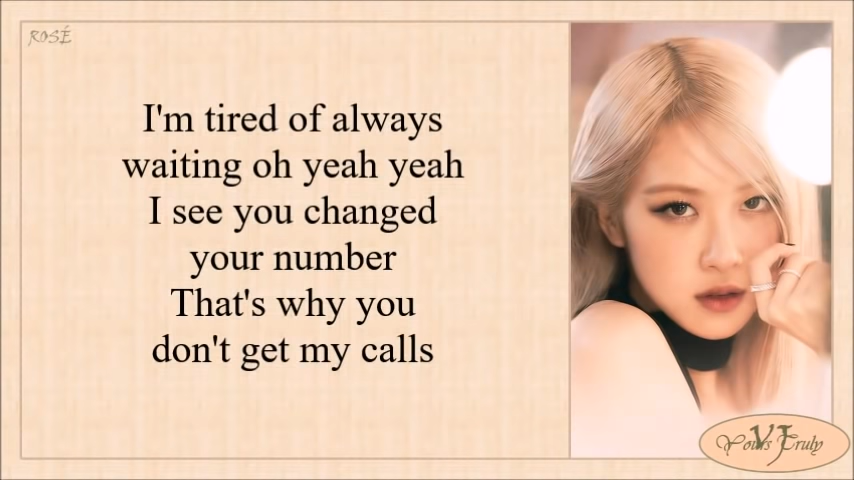 ROSÉ
I'm tired of always
waiting oh yeah yeah
I see you changed
your number
That's why you
don't get my calls
VJ
Yours Truly